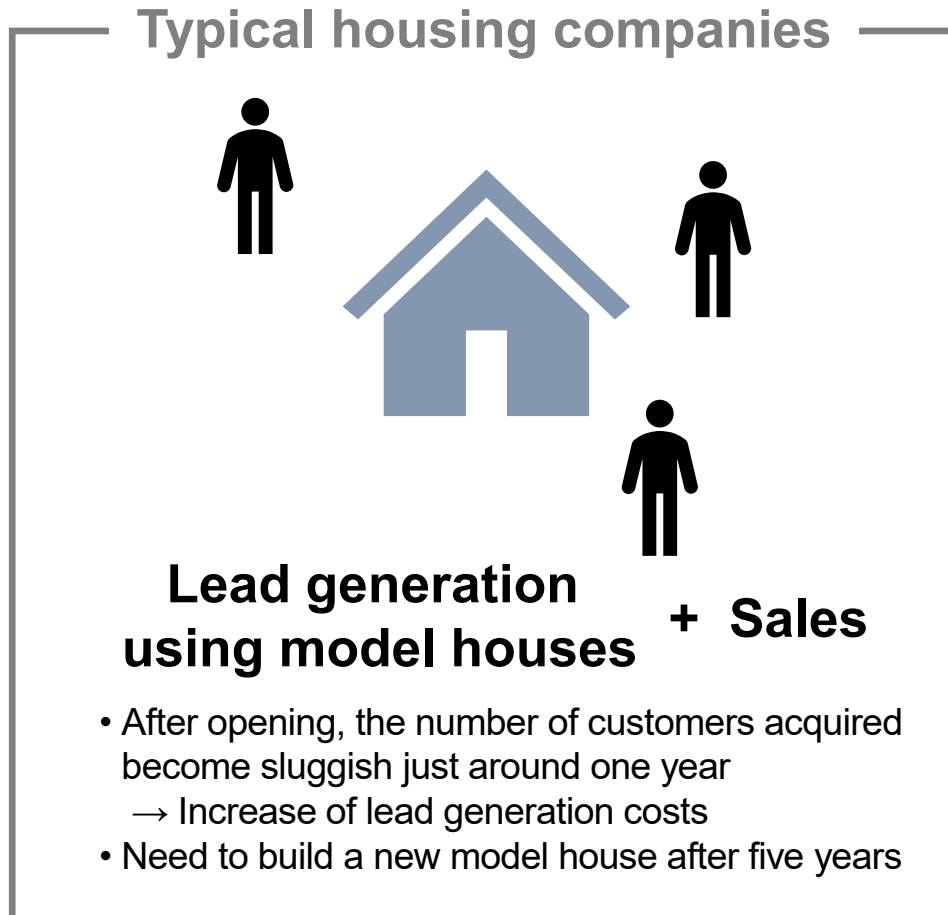 Typical housing companies
Lead generation
using model houses
+ Sales
• After opening, the number of customers acquired
become sluggish just around one year
→ Increase of lead generation costs
• Need to build a new model house after five years